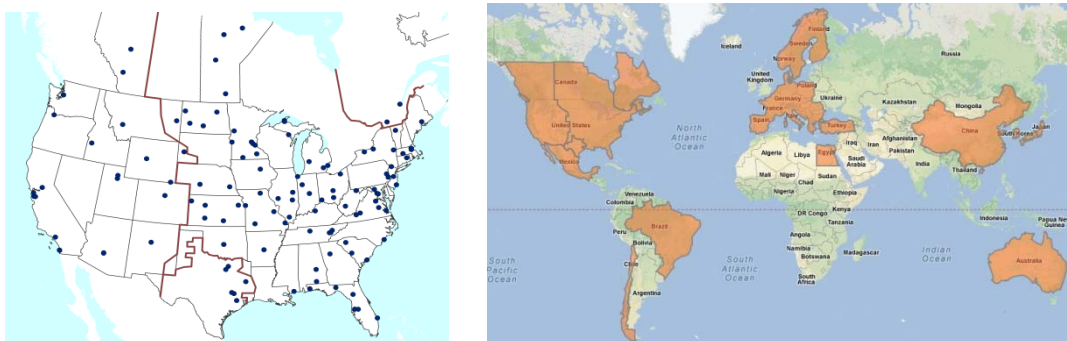 Iceland
Finland
Sweden
Norway
Russia
Canada
United
Kingdom
Poland
Germany
Ukraine
France
Kazakhstan
Mongolia
Spain
Italy
Turkey
United States
North
Atlantic
Ocean
Afghanistan
China
South Korea
Japan
Iraq
Iran
Pakistan
Algeria
Libya
Egypt
Saudi
Arabia
Mexico
India
Mali
Niger
Sudan
Chad
Thailand
Nigeria
Ethiopia
Venezuela
Colombia
Kenya
DR Congo
Tanzania
Indonesia
Papua New
Guinea
Peru
Brazil
Angola
Bolivia
Namibia
Madagascar
Botswana
South
Pacific
Ocean
Chile
South
Atlantic
Ocean
Indian
Ocean
Australia
South
Africa
Argentina